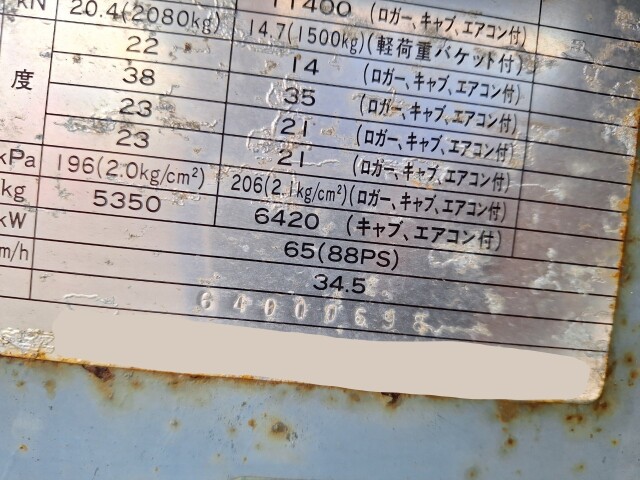 kN 20.4(2080kg) 11400 (ロガー、キャブ、エアコン付)
14.7(1500kg)(軽荷重バケット付)
22 14 (ロガー、キャブ、エアコン付)
度 38 35 (ロガー、キャブ、エアコン付)
23 21 (ロガー、キャブ、エアコン付)
23 21 (ロガー、キャブ、エアコン付)
kPa 196(2.0kg/cm²) 206(2.1kg/cm²)(ロガー、キャブ、エアコン付)
kg 5350 6420 (キャブ、エアコン付)
kW 65(88PS)
m/h 34.5
64000698